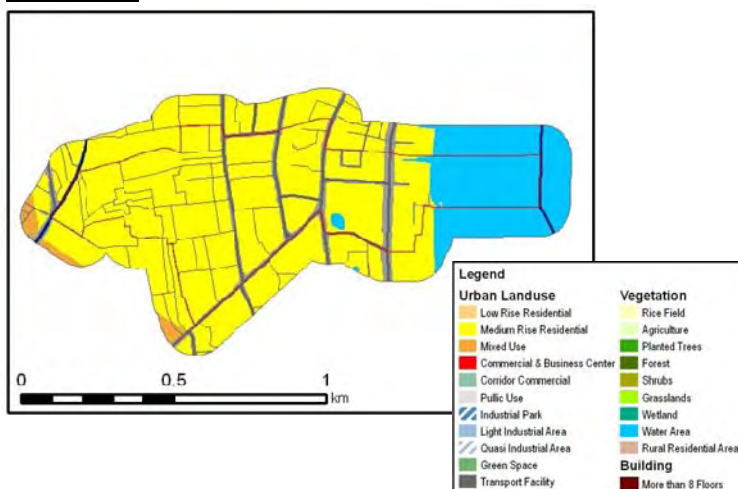 0 0.5 1
km
Legend
Urban Landuse
Low Rise Residential
Medium Rise Residential
Mixed Use
Commercial & Business Center
Corridor Commercial
Pullic Use
Industrial Park
Light Industrial Area
Quasi Industrial Area
Green Space
Transport Facility
Vegetation
Rice Field
Agriculture
Planted Trees
Forest
Shrubs
Grasslands
Wetland
Water Area
Rural Residential Area
Building
More than 8 Floors